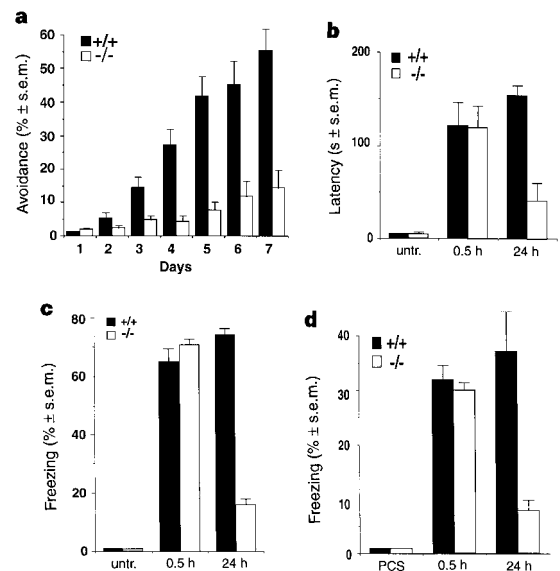 a
+/+
-/-
Avoidance (% ± s.e.m.)
60
50
40
30
20
10
0
1 2 3 4 5 6 7
Days
b
+/+
-/-
Latency (s ± s.e.m.)
200
100
0
untr. 0.5 h 24 h
c
+/+
-/-
Freezing (% ± s.e.m.)
80
60
40
20
0
untr. 0.5 h 24 h
d
+/+
-/-
Freezing (% ± s.e.m.)
40
30
20
10
0
PCS 0.5 h 24 h